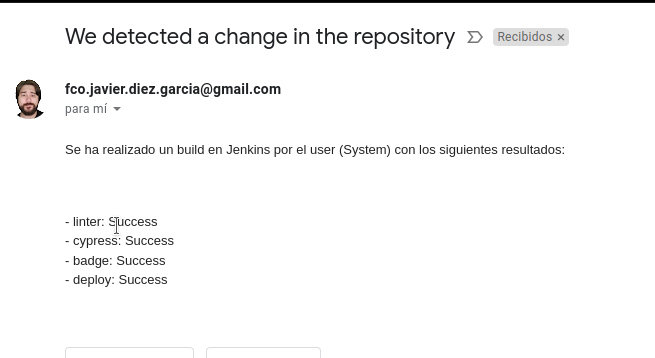 We detected a change in the repository
Recibidos ×
fco.javier.diez.garcia@gmail.com
para mí
Se ha realizado un build en Jenkins por el user (System) con los siguientes resultados:
- linter: Success
- cypress: Success
- badge: Success
- deploy: Success